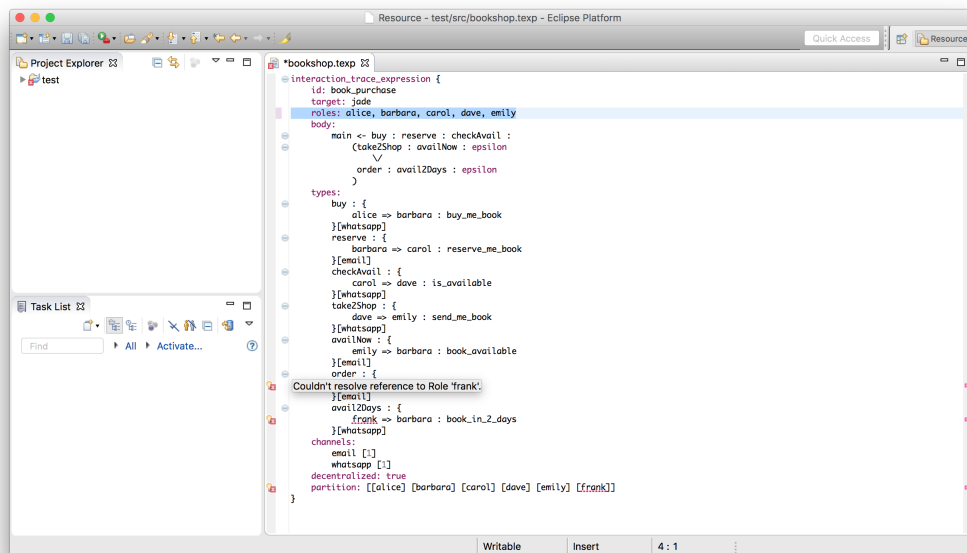 Resource - test/src/bookshop.texp - Eclipse Platform
Quick Access
Resource
Project Explorer
test
*bookshop.texp
interaction_trace_expression {
id: book_purchase
target: jade
roles: alice, barbara, carol, dave, emily
body:
main <- buy : reserve : checkAvail :
(take2Shop : availNow : epsilon
\/
order : avail2Days : epsilon
)
types:
buy : {
alice => barbara : buy_me_book
}[whatsapp]
reserve : {
barbara => carol : reserve_me_book
}[email]
checkAvail : {
carol => dave : is_available
}[whatsapp]
take2Shop : {
dave => emily : send_me_book
}[whatsapp]
availNow : {
emily => barbara : book_available
}[email]
order : {
Couldn't resolve reference to Role 'frank'.
}[email]
avail2Days : {
frank => barbara : book_in_2_days
}[whatsapp]
channels:
email [1]
whatsapp [1]
decentralized: true
partition: [[alice] [barbara] [carol] [dave] [emily] [frank]]
}
Task List
Find
All
Activate...
Writable
Insert
4 : 1